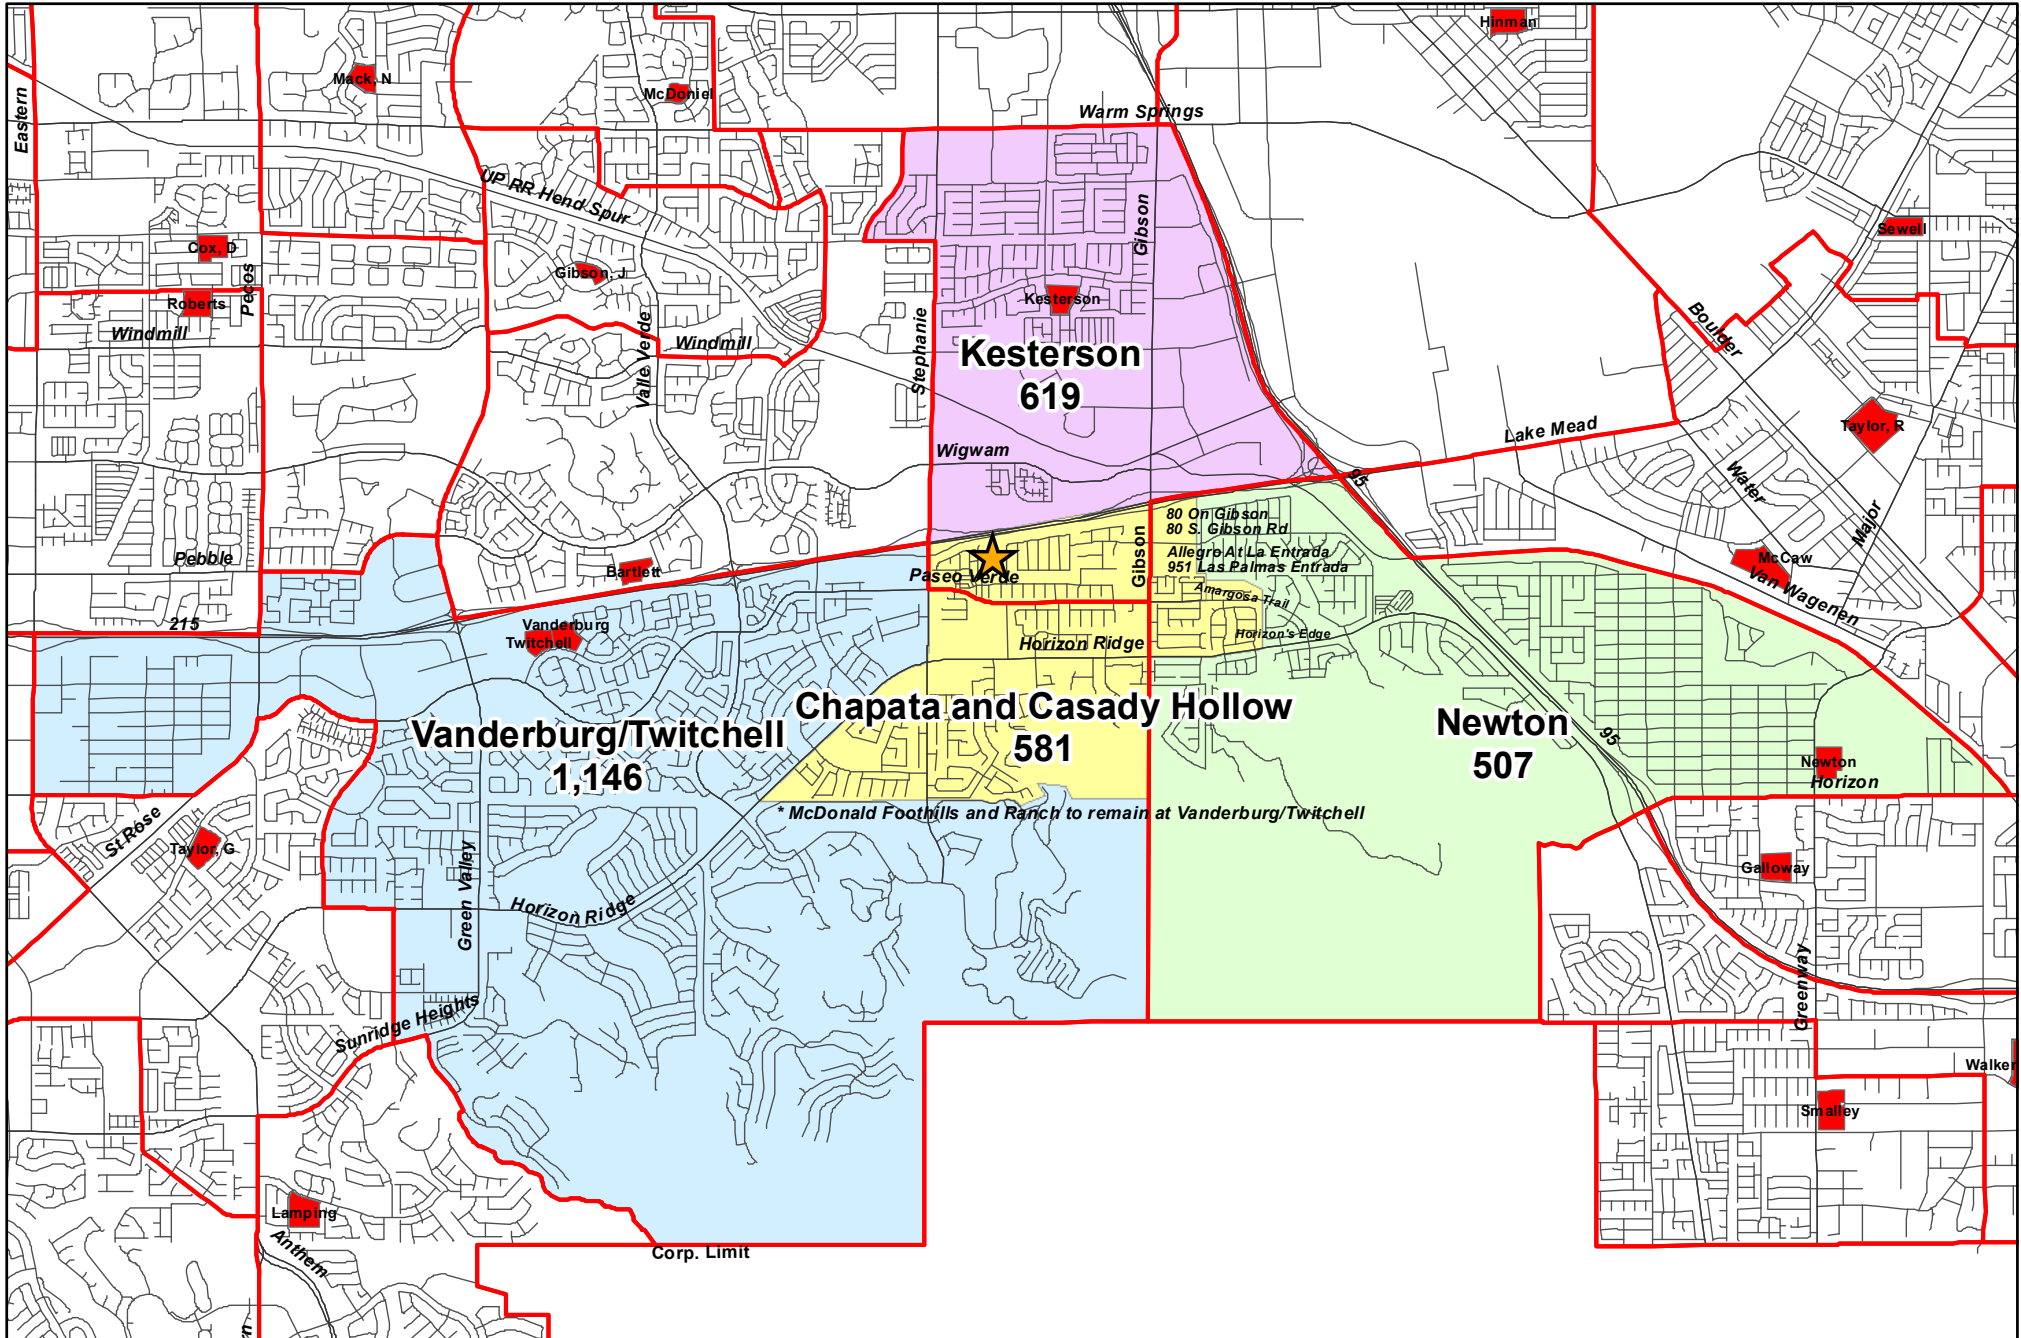 Hinman
Mack, N
McDoniel
Warm Springs
Eastern
UP RR Hend Spur
Gibson
Sewell
Cox, D
Pecos
Gibson, J
Roberts
Kesterson
Windmill
Valle Verde
Windmill
Stephanie
Boulder
Kesterson
619
Taylor, R
Lake Mead
Wigwam
95
Water
Major
80 On Gibson
80 S. Gibson Rd
Pebble
Bartlett
Paseo Verde
Gibson
Allegro At La Entrada
951 Las Palmas Entrada
McCaw
Van Wagenen
Amargosa Trail
215
Vanderburg
Twitchell
Horizon Ridge
Horizon's Edge
Vanderburg/Twitchell
1,146
Chapata and Casady Hollow
581
Newton
507
95
Newton
Horizon
* McDonald Foothills and Ranch to remain at Vanderburg/Twitchell
St Rose
Taylor, G
Galloway
Green Valley
Horizon Ridge
Greenway
Sunridge Heights
Walker
Smalley
Lamping
Anthem
Corp. Limit